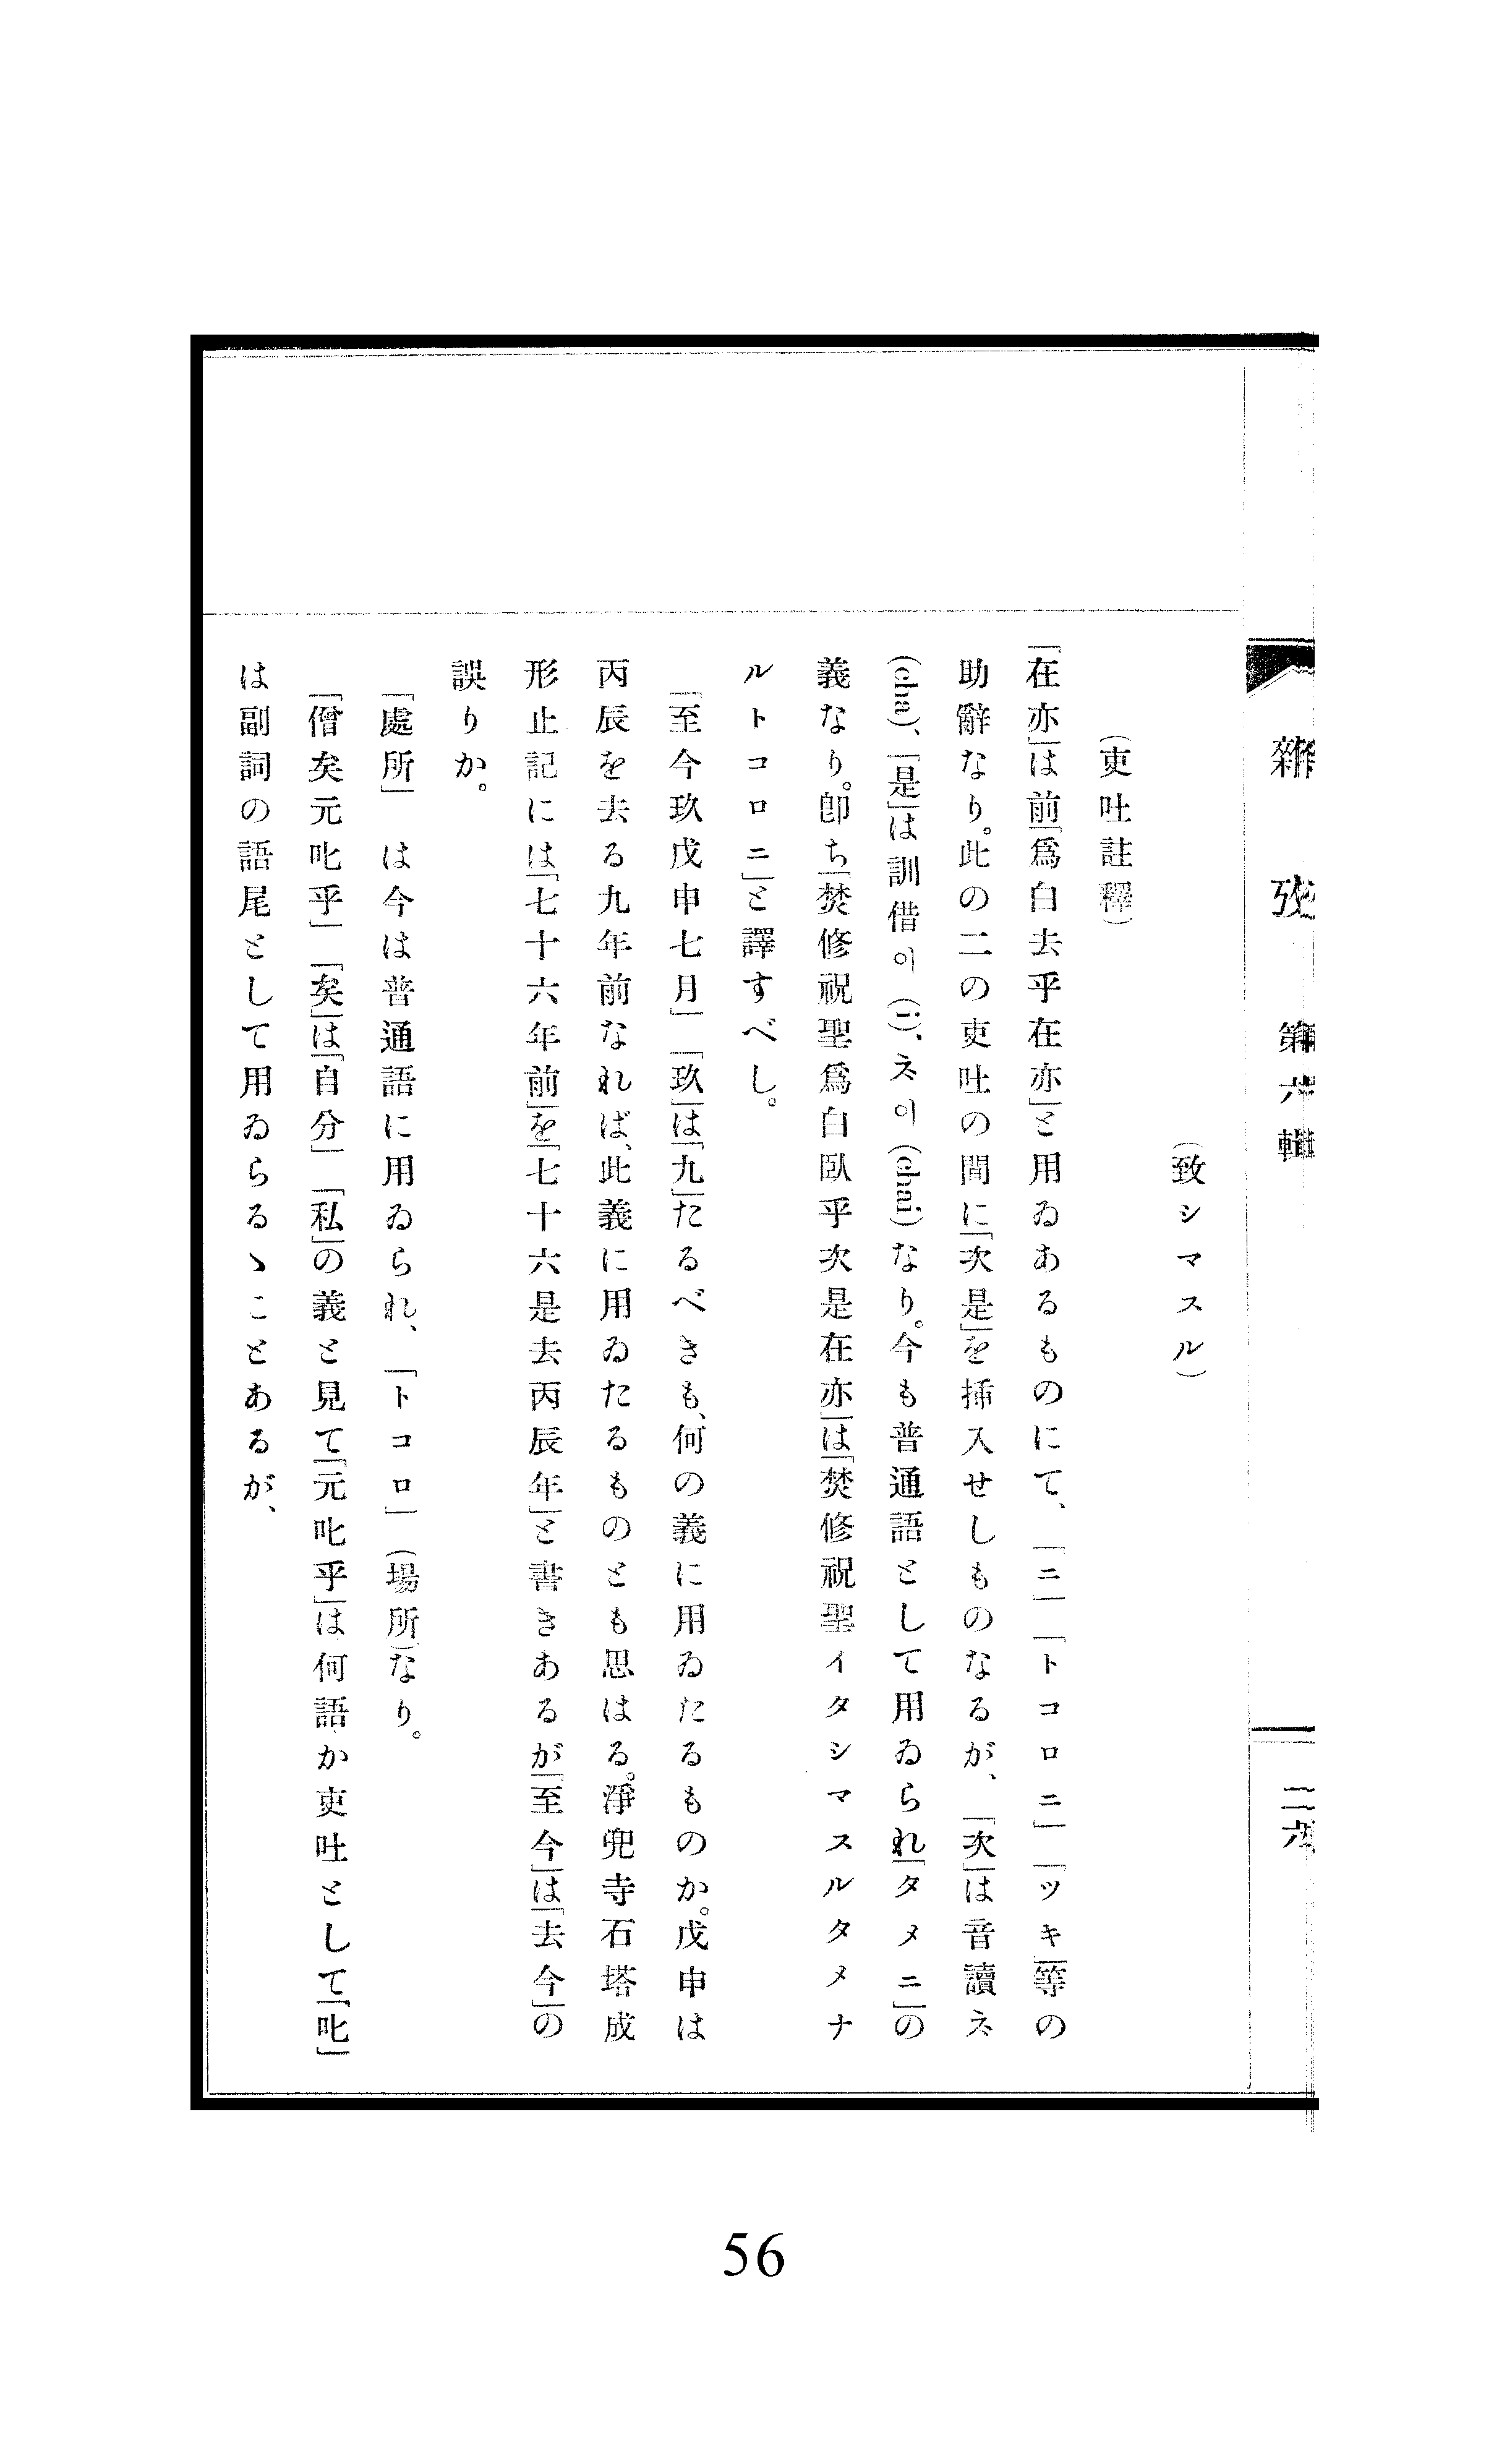 雜攷 第六輯 二六
(致シマスル)
(吏吐註釋)
「在亦」は前「爲白去乎在亦」と用ゐあるものにて、「ニ」「トコロニ」「ツキ」等の
助辭なり。此の二の吏吐の間に「次是」を揷入せしものなるが、「次」は音讀ᄎᆞ
(cha)、「是」は訓借이(i)、ᄎᆞ이(chai)なり。今も普通語として用ゐられ「タメニ」の
義なり。卽ち「焚修祝聖爲白臥乎次是在亦」は「焚修祝聖イタシマスルタメナ
ルトコロニ」と譯すべし。
「至今玖戊申七月」「玖」は「九」たるべきも、何の義に用ゐたるものか。戊申は
丙辰を去る九年前なれば、此義に用ゐたるものとも思はる。淨兜寺石塔成
形止記には「七十六年前」を「七十六是去丙辰年」と書きあるが「至今」は「去今」の
誤りか。
「處所」 は今は普通語に用ゐられ、「トコロ」(場所)なり。
「僧矣元叱乎」「矣」は「自分」「私」の義と見て「元叱乎」は何語か吏吐として「叱」
は副詞の語尾として用ゐらるゝことあるが、
56